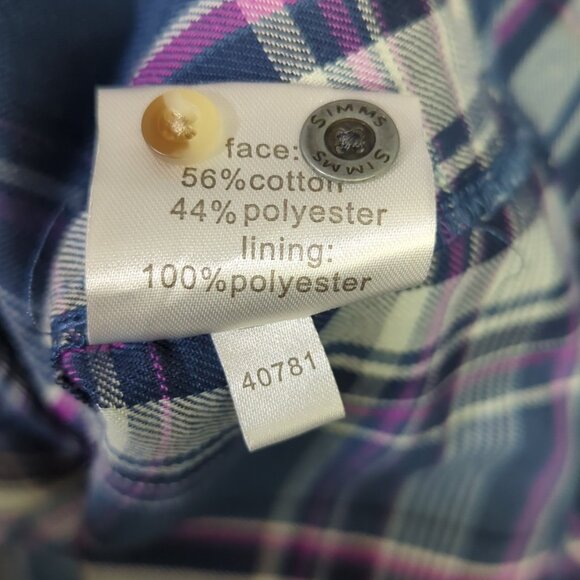 SIMMS
SIMMS
face:
56%cotton
44%polyester
lining:
100%polyester
40781